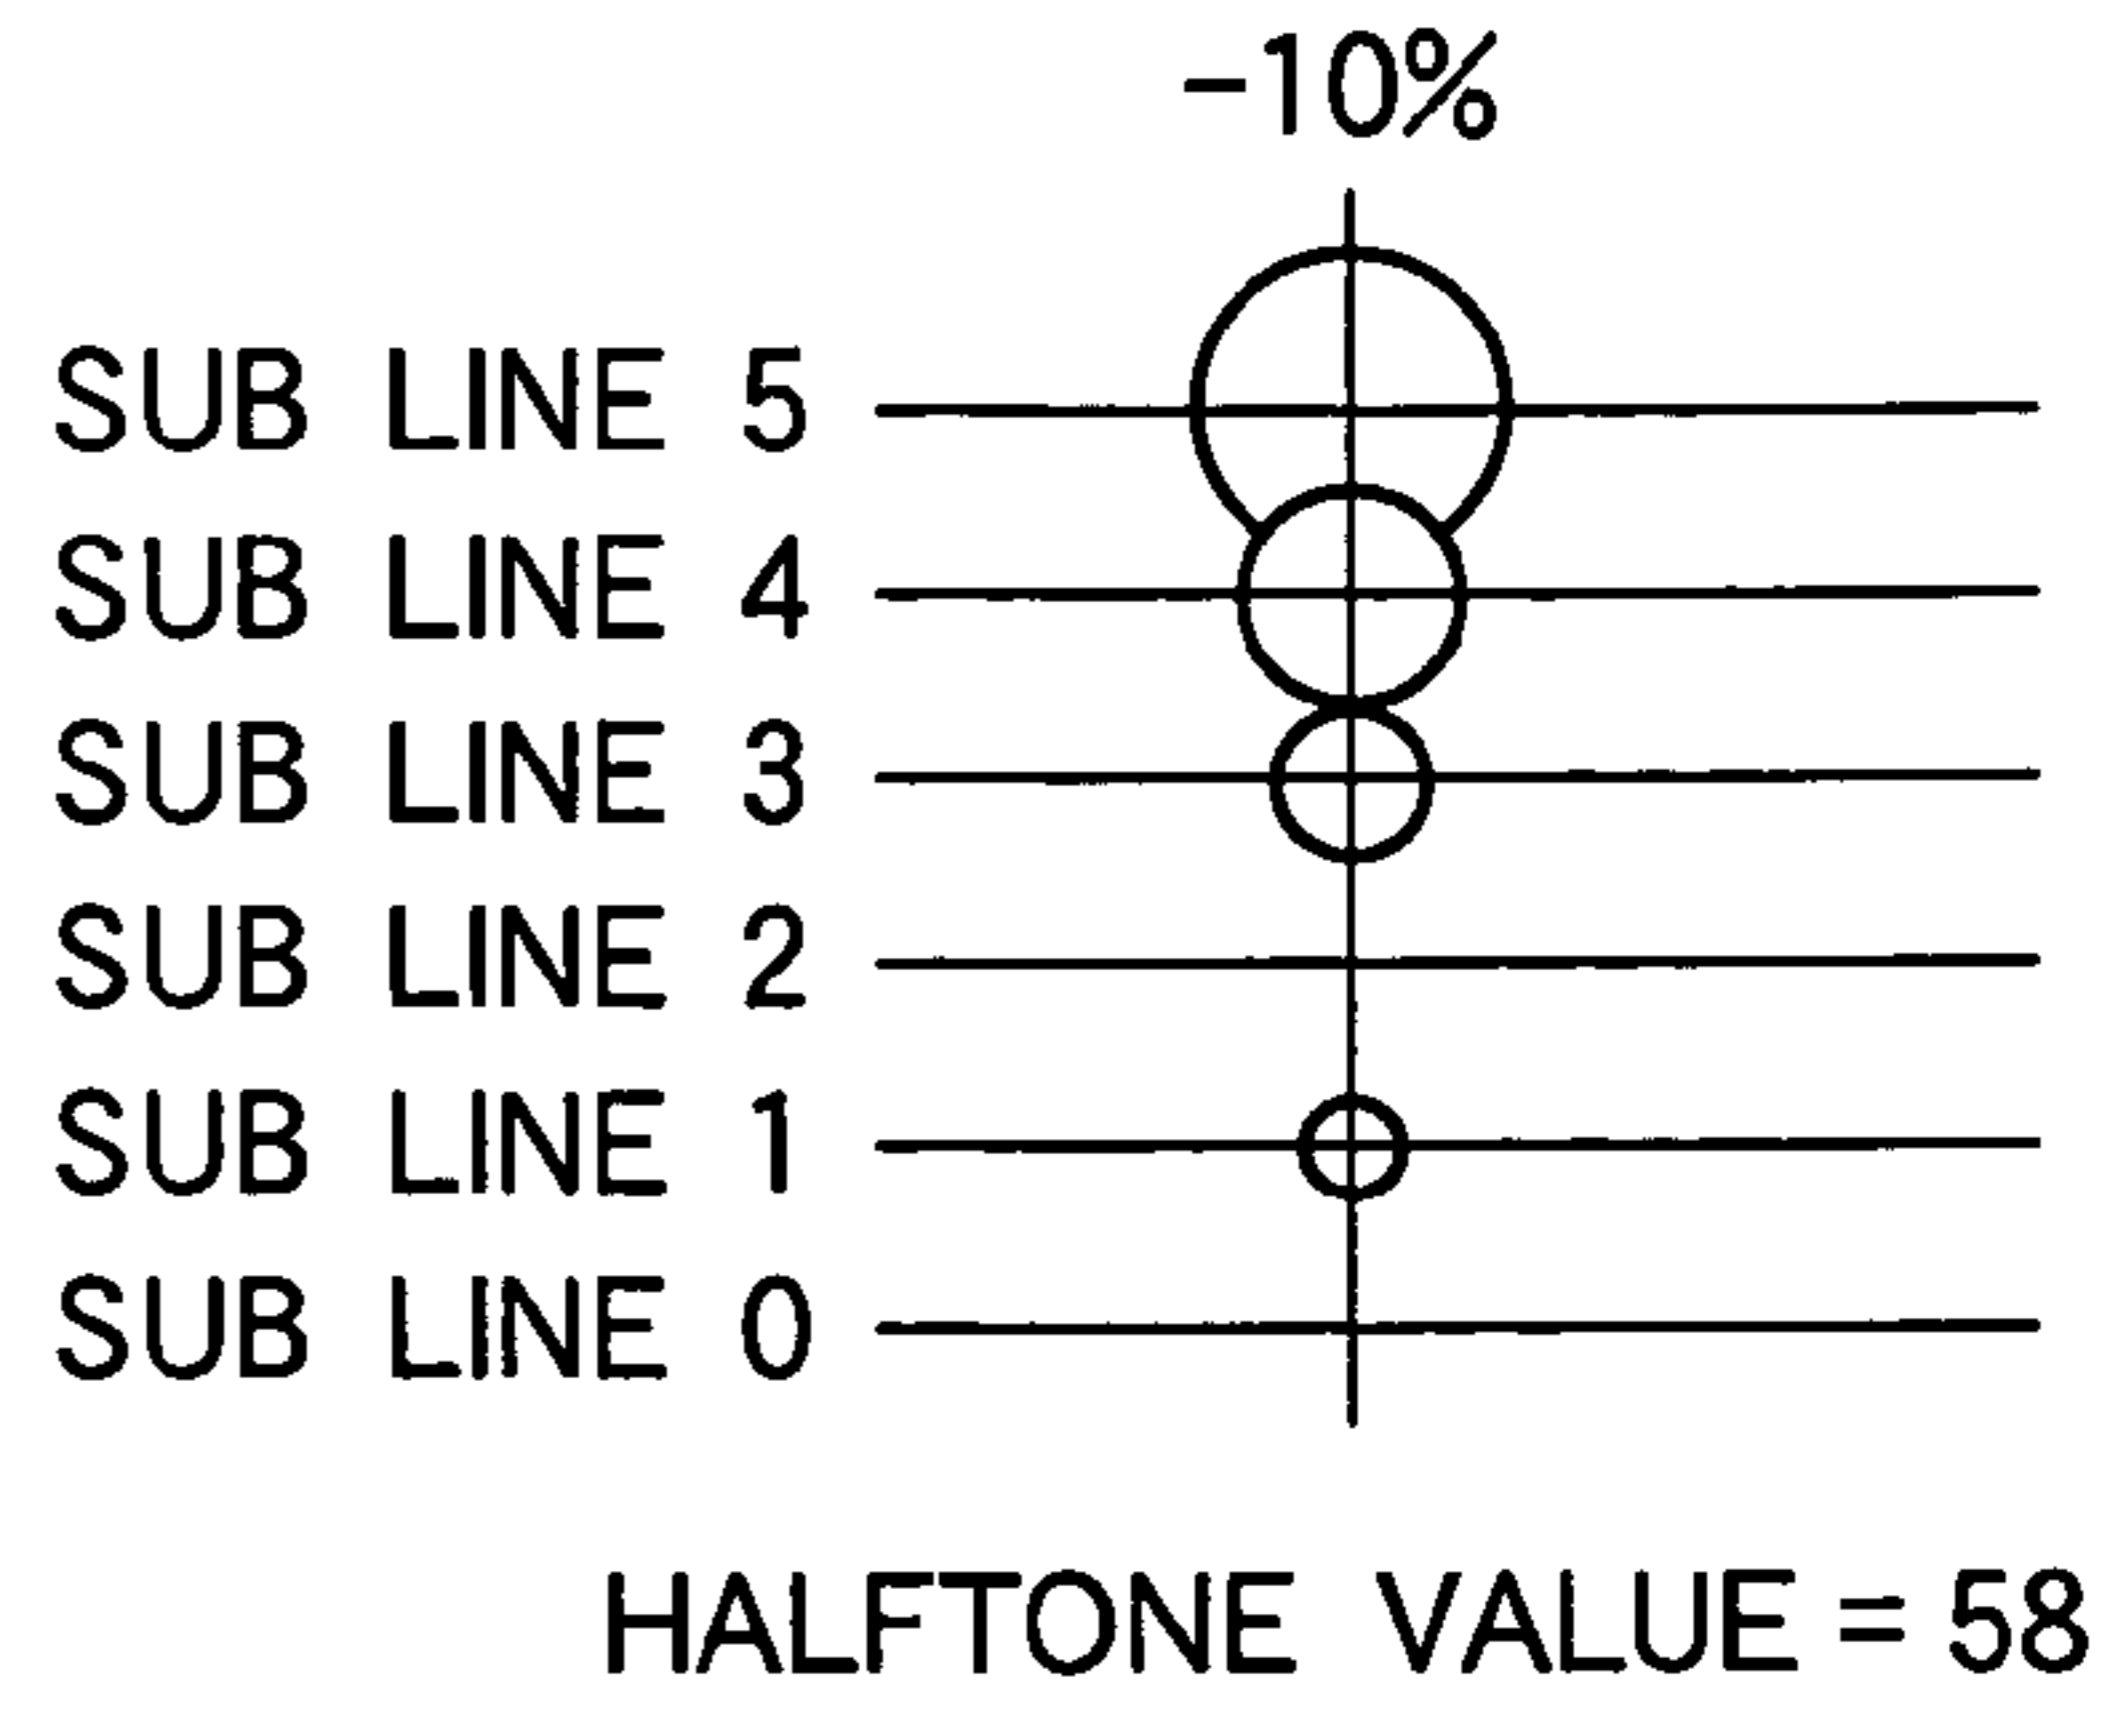 -10%
SUB LINE 5
SUB LINE 4
SUB LINE 3
SUB LINE 2
SUB LINE 1
SUB LINE 0
HALFTONE VALUE = 58